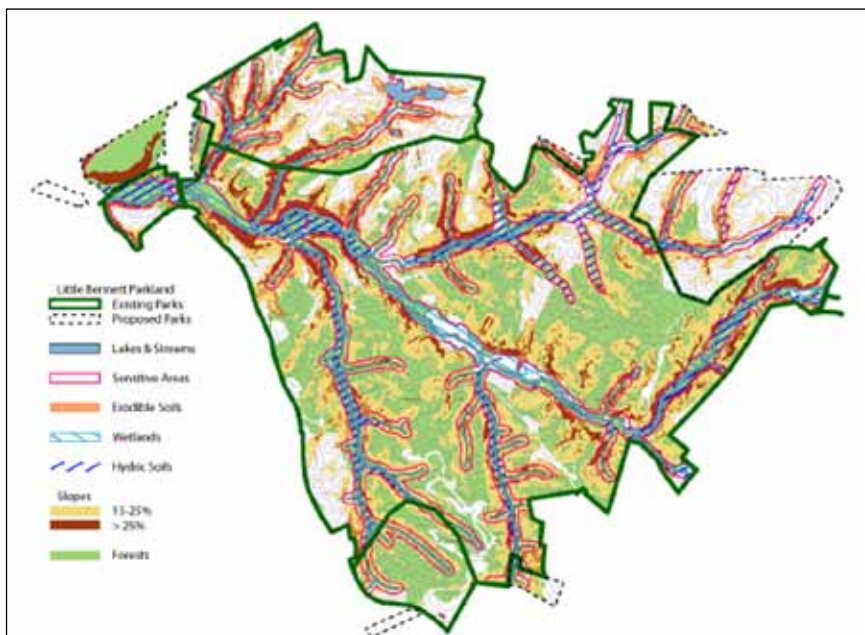 Little Bennett Parkland
Existing Parks
Proposed Parks
Lakes & Streams
Sensitive Areas
Erodible Soils
Wetlands
Hydric Soils
Slopes
15-25%
> 25%
Forests